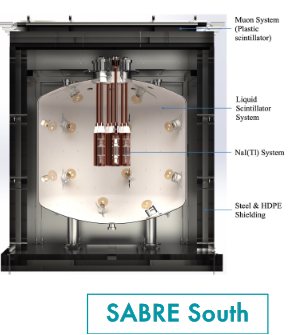 Muon System
(Plastic
scintillator)
Liquid
Scintillator
System
NaI(Tl) System
Steel & HDPE
Shielding
SABRE South